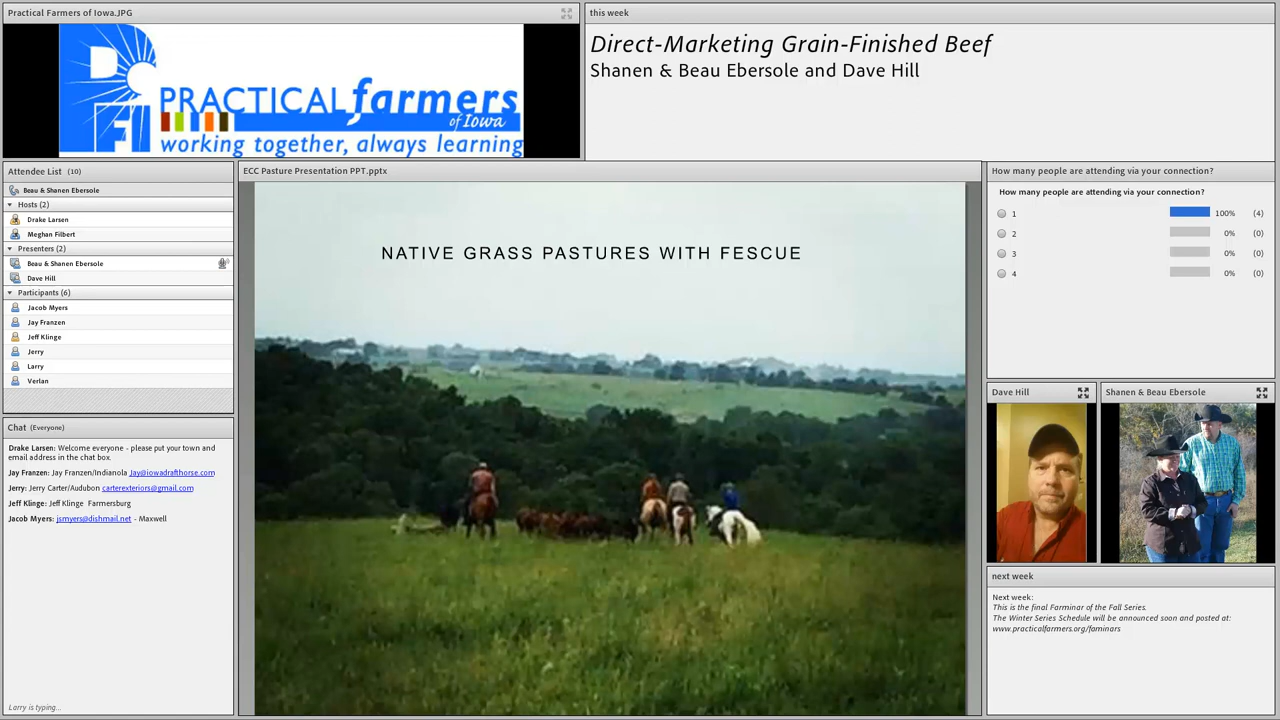 Practical Farmers of Iowa.JPG
PRACTICAL farmers
of Iowa
working together, always learning
PFI
this week
Direct-Marketing Grain-Finished Beef
Shanen & Beau Ebersole and Dave Hill
Attendee List (10)
Beau & Shanen Ebersole
Hosts (2)
Drake Larsen
Meghan Filbert
Presenters (2)
Beau & Shanen Ebersole
Dave Hill
Participants (6)
Jacob Myers
Jay Franzen
Jeff Klinge
Jerry
Larry
Verlan
Chat (Everyone)
Drake Larsen: Welcome everyone - please put your town and
email address in the chat box.
Jay Franzen: Jay Franzen/Indianola Jay@iowadrafthorse.com
Jerry: Jerry Carter/Audubon carterexteriors@gmail.com
Jeff Klinge: Jeff Klinge Farmersburg
Jacob Myers: jsmyers@dishmail.net - Maxwell
Larry is typing...
ECC Pasture Presentation PPT.pptx
NATIVE GRASS PASTURES WITH FESCUE
How many people are attending via your connection?
How many people are attending via your connection?
1 100% (4)
2 0% (0)
3 0% (0)
4 0% (0)
Dave Hill
Shanen & Beau Ebersole
next week
Next week:
This is the final Farminar of the Fall Series.
The Winter Series Schedule will be announced soon and posted at:
www.practicalfarmers.org/faminars